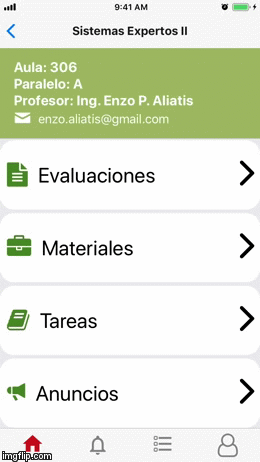 9:41 AM
Sistemas Expertos II
Aula: 306
Paralelo: A
Profesor: Ing. Enzo P. Aliatis
enzo.aliatis@gmail.com
Evaluaciones
Materiales
Tareas
Anuncios
imgflip.com